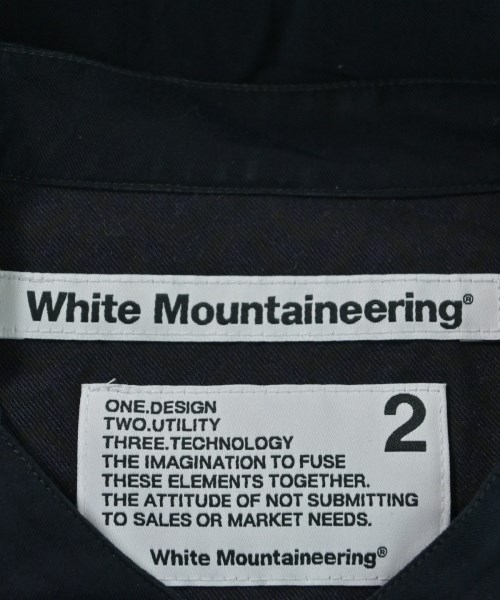 White Mountaineering®
ONE.DESIGN
2
TWO.UTILITY
THREE.TECHNOLOGY
THE IMAGINATION TO FUSE
THESE ELEMENTS TOGETHER.
THE ATTITUDE OF NOT SUBMITTING
TO SALES OR MARKET NEEDS.
White Mountaineering®